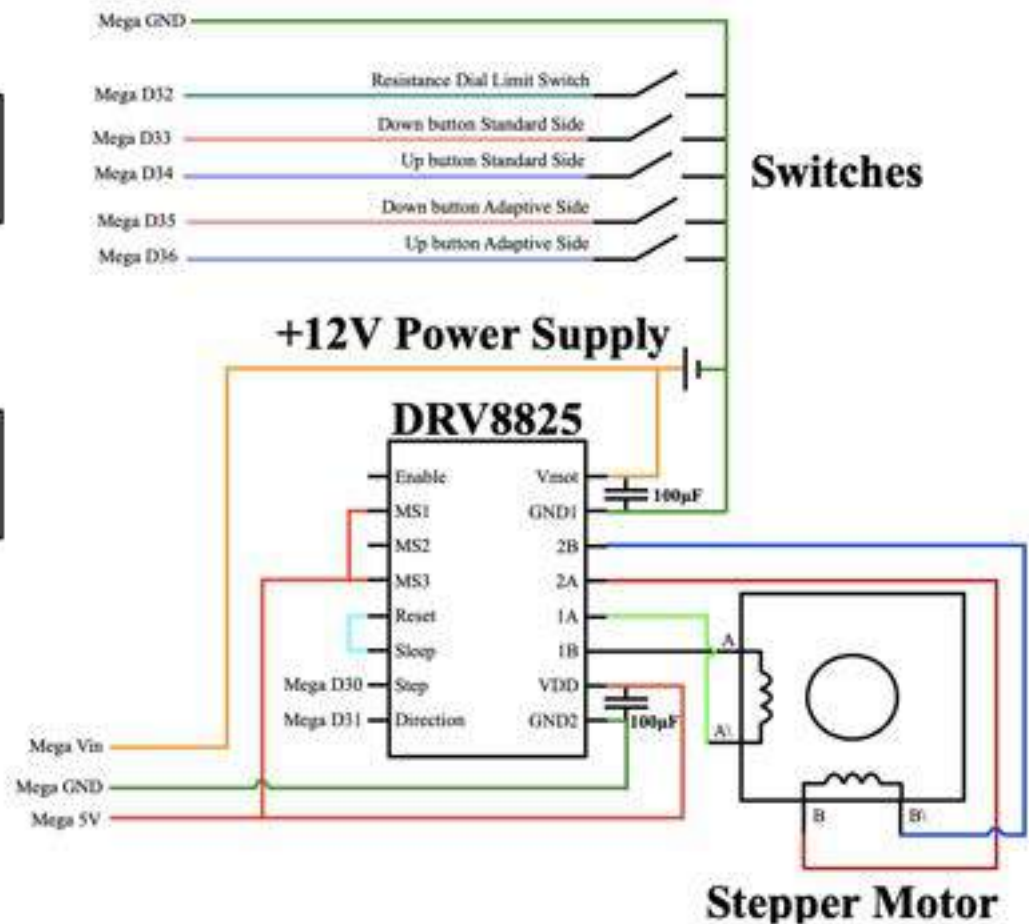 Mega GND
Mega D32 Resistance Dial Limit Switch
Mega D33 Down button Standard Side
Mega D34 Up button Standard Side
Switches
Mega D35 Down button Adaptive Side
Mega D36 Up button Adaptive Side
+12V Power Supply
DRV8825
Enable Vmot
100µF
MS1 GND1
MS2 2B
MS3 2A
Reset 1A
A
Sleep 1B
Mega D30 Step VDD
Mega D31 Direction GND2 100µF
A\
Mega Vin
Mega GND
Mega 5V
B B\
Stepper Motor